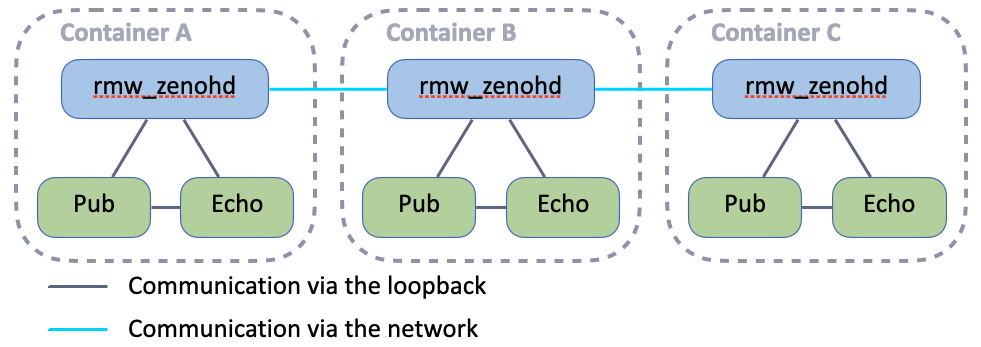 Container A
Container B
Container C
rmw_zenohd
rmw_zenohd
rmw_zenohd
Pub
Echo
Pub
Echo
Pub
Echo
Communication via the loopback
Communication via the network